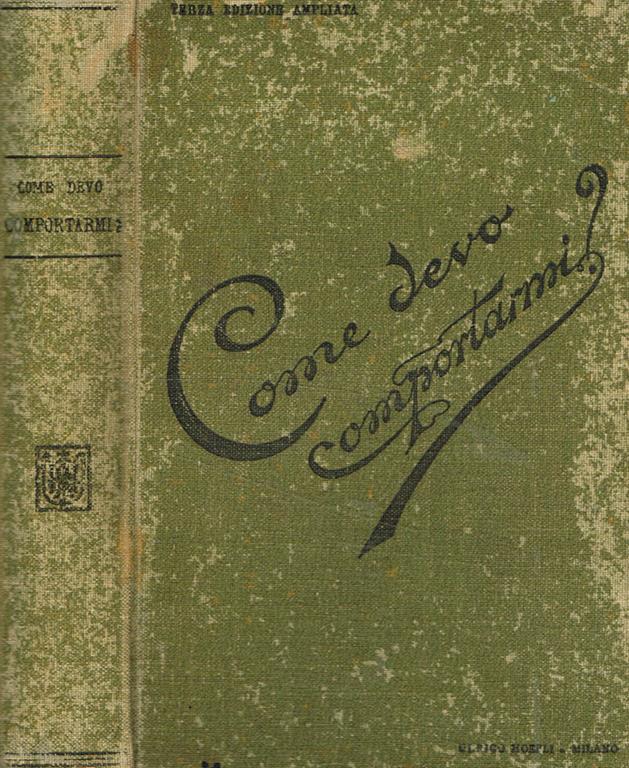 TERZA EDIZIONE AMPLIATA
COME DEVO
COMPORTARMI?
Come devo
comportarmi?
ULRICO HOEPLI - MILANO